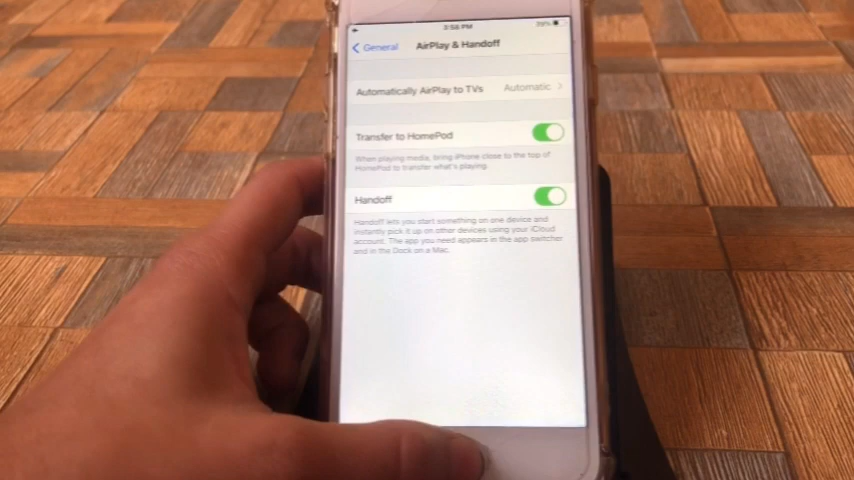 3:58 PM 39%
General AirPlay & Handoff
Automatically AirPlay to TVs Automatic
Transfer to HomePod
When playing media, bring iPhone close to the top of
HomePod to transfer what's playing.
Handoff
Handoff lets you start something on one device and
instantly pick it up on other devices using your iCloud
account. The app you need appears in the app switcher
and in the Dock on a Mac.